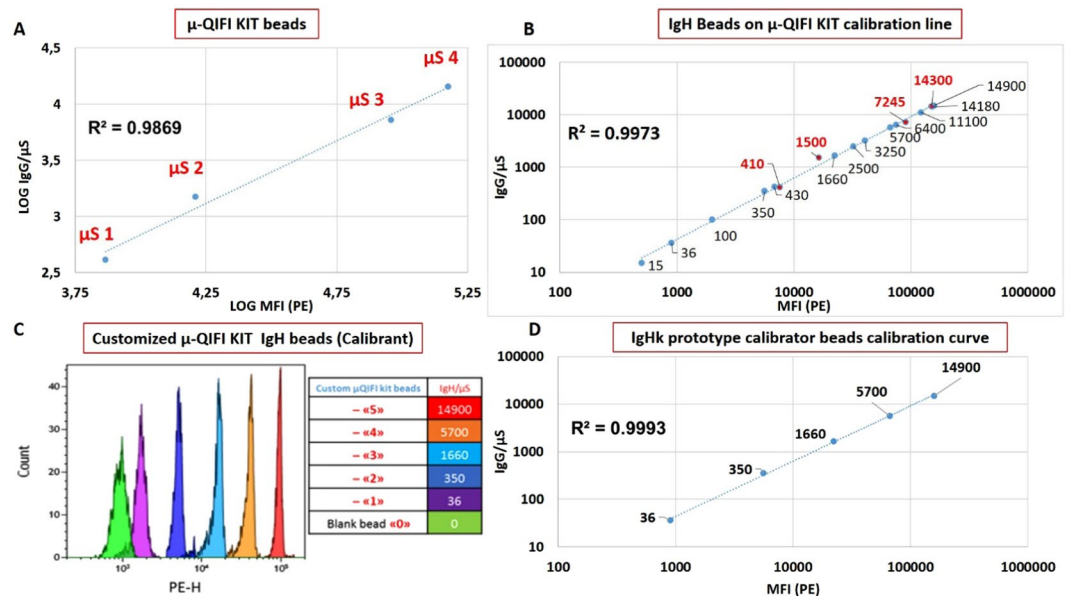 A
μ-QIFI KIT beads
4,5
4
3,5
3
2,5
LOG IgG/μS
R² = 0.9869
μS 1
μS 2
μS 3
μS 4
3,75
4,25
4,75
5,25
LOG MFI (PE)
B
IgH Beads on μ-QIFI KIT calibration line
100000
10000
1000
100
10
IgG/μS
R² = 0.9973
15
36
100
350
430
410
1500
1660
2500
3250
5700
6400
7245
11100
14180
14300
14900
100
1000
10000
100000
1000000
MFI (PE)
C
Customized μ-QIFI KIT IgH beads (Calibrant)
40
30
20
10
0
Count
10³
10⁴
10⁵
PE-H
Custom μQIFI kit beads IgH/μS
– «5» 14900
– «4» 5700
– «3» 1660
– «2» 350
– «1» 36
Blank bead «0» 0
D
IgHk prototype calibrator beads calibration curve
100000
10000
1000
100
10
IgG/μS
R² = 0.9993
36
350
1660
5700
14900
100
1000
10000
100000
1000000
MFI (PE)